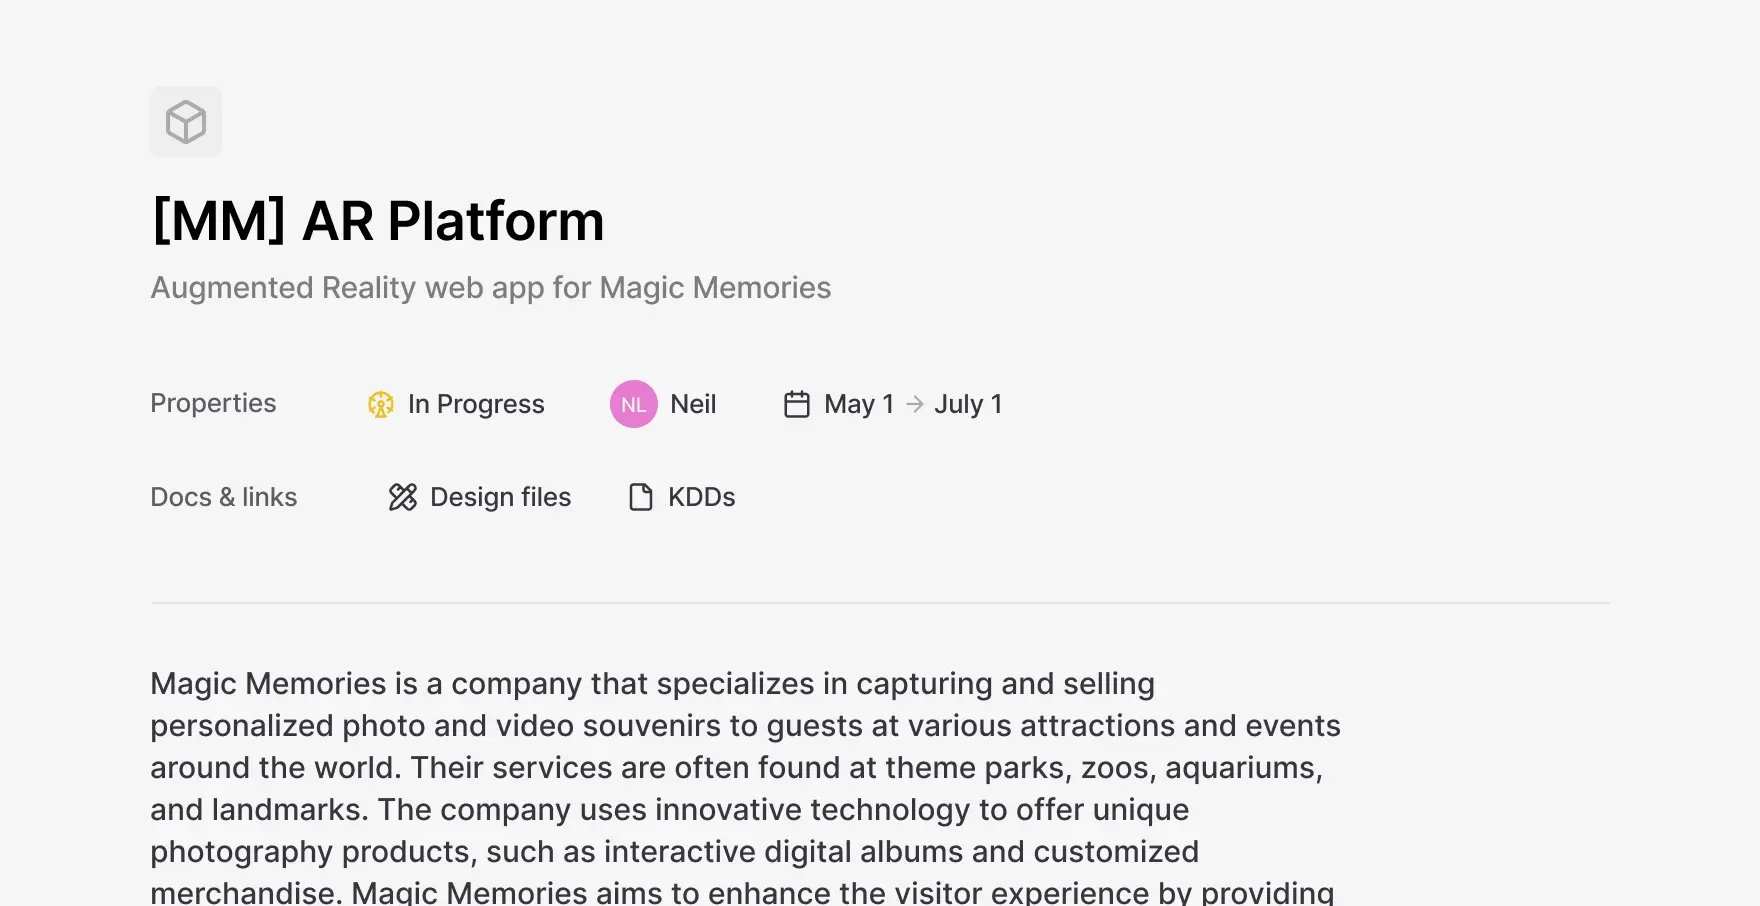 [MM] AR Platform
Augmented Reality web app for Magic Memories
Properties In Progress NL Neil May 1 → July 1
Docs & links Design files KDDs
Magic Memories is a company that specializes in capturing and selling
personalized photo and video souvenirs to guests at various attractions and events
around the world. Their services are often found at theme parks, zoos, aquariums,
and landmarks. The company uses innovative technology to offer unique
photography products, such as interactive digital albums and customized
merchandise. Magic Memories aims to enhance the visitor experience by providing